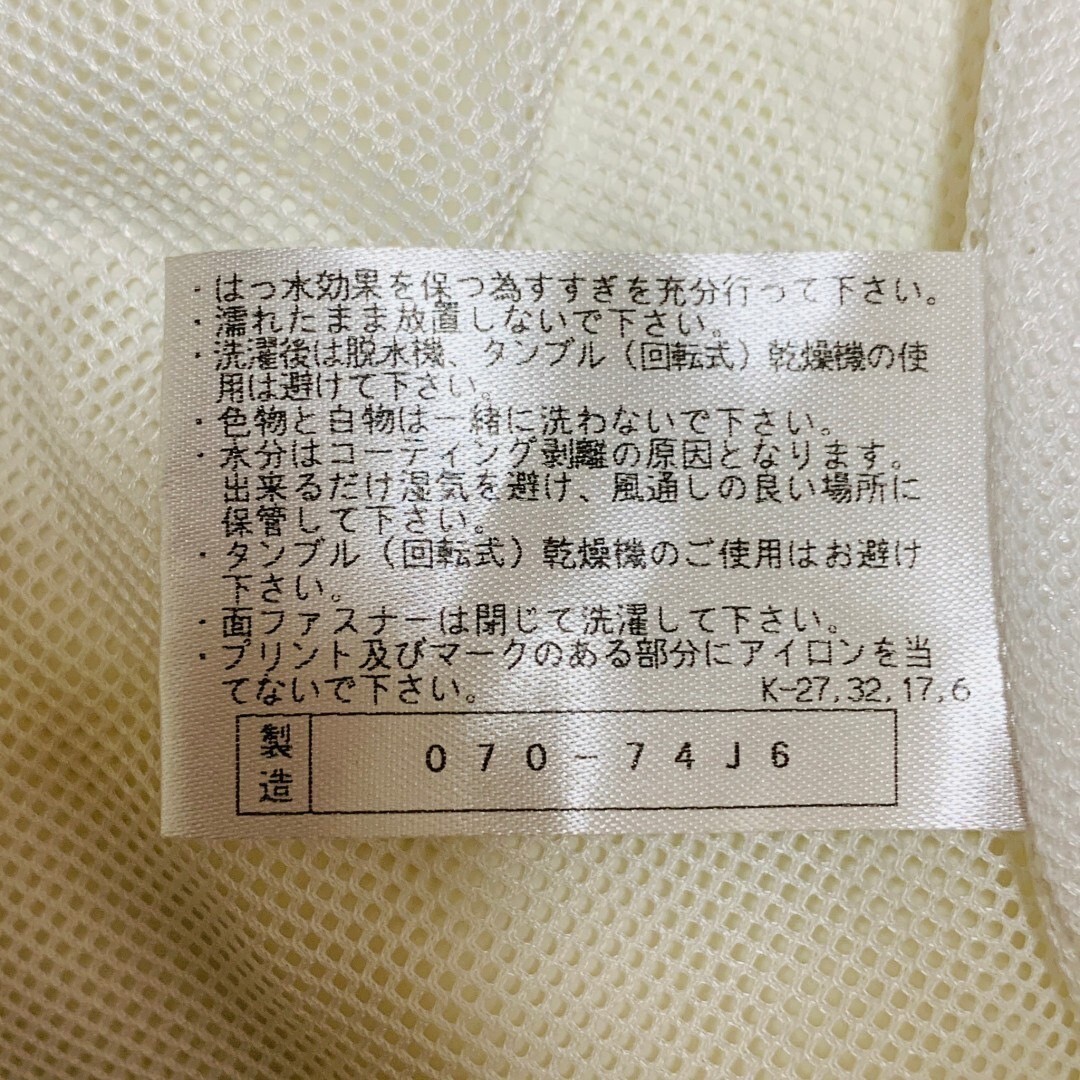 ・はっ水効果を保つ為すすぎを充分行って下さい。
・濡れたまま放置しないで下さい。
・洗濯後は脱水機、タンブル（回転式）乾燥機の使
用は避けて下さい。
・色物と白物は一緒に洗わないで下さい。
・水分はコーティング剥離の原因となります。
出来るだけ湿気を避け、風通しの良い場所に
保管して下さい。
・タンブル（回転式）乾燥機のご使用はお避け
下さい。
・面ファスナーは閉じて洗濯して下さい。
・プリント及びマークのある部分にアイロンを当
てないで下さい。 K-27,32,17,6
製造 070-74J6